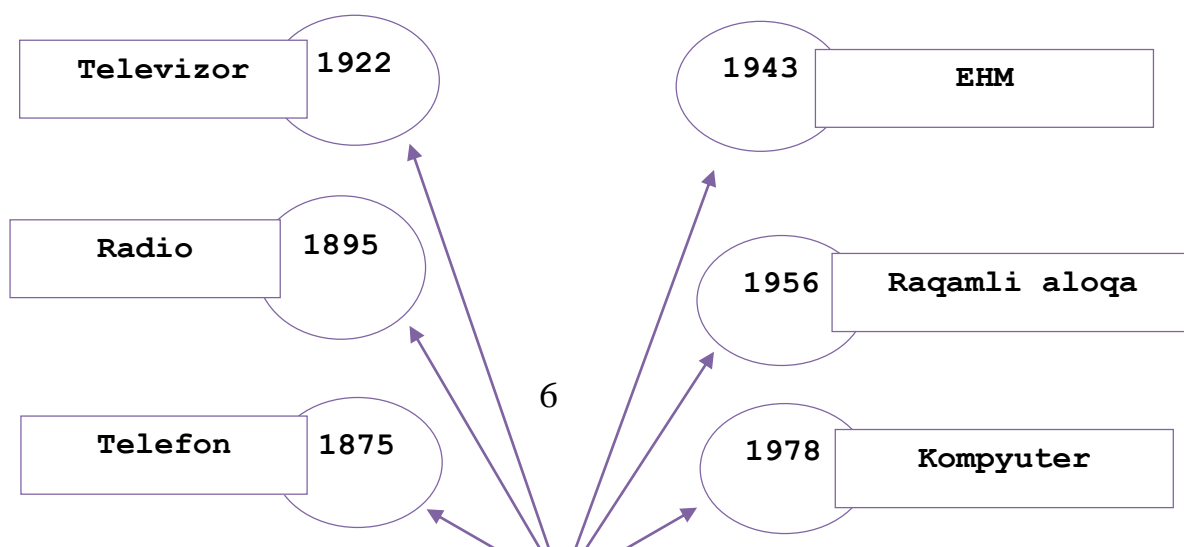 Televizor 1922
1943 EHM
Radio 1895
1956 Raqamli aloqa
6
Telefon 1875
1978 Kompyuter